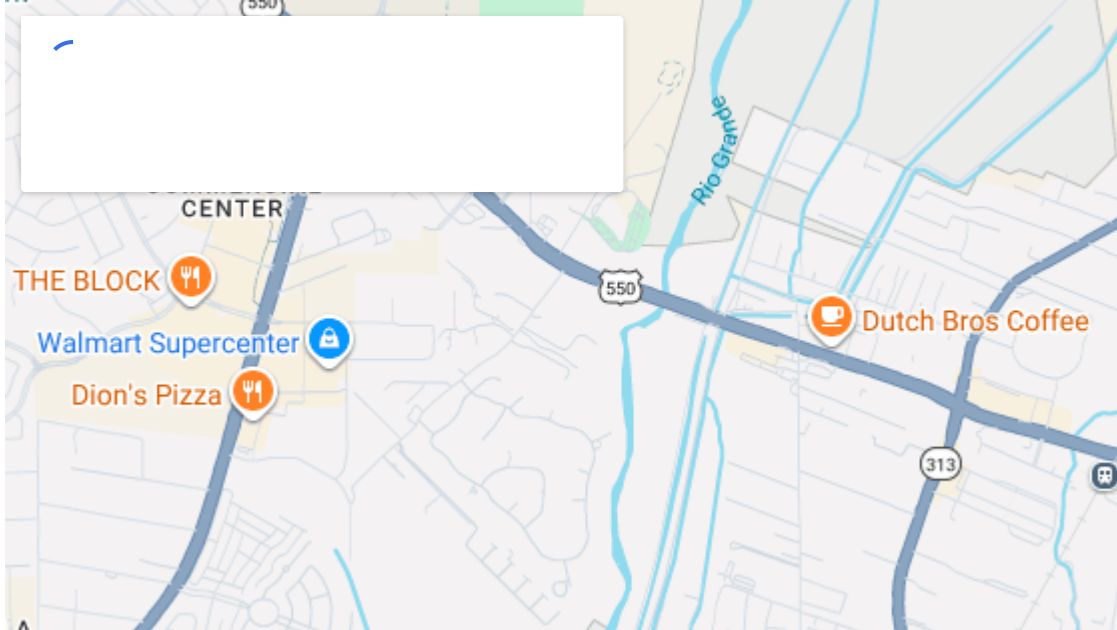 550
CENTER
Rio Grande
THE BLOCK
550
Walmart Supercenter
Dutch Bros Coffee
Dion's Pizza
313